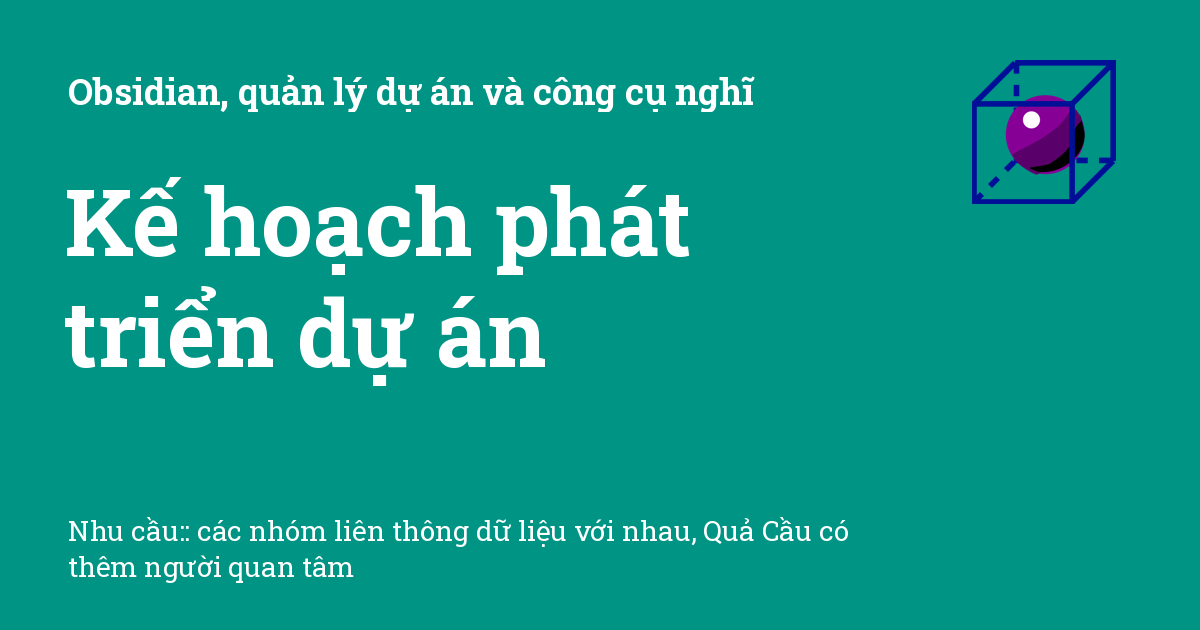 Obsidian, quản lý dự án và công cụ nghĩ
Kế hoạch phát
triển dự án
Nhu cầu:: các nhóm liên thông dữ liệu với nhau, Quả Cầu có
thêm người quan tâm